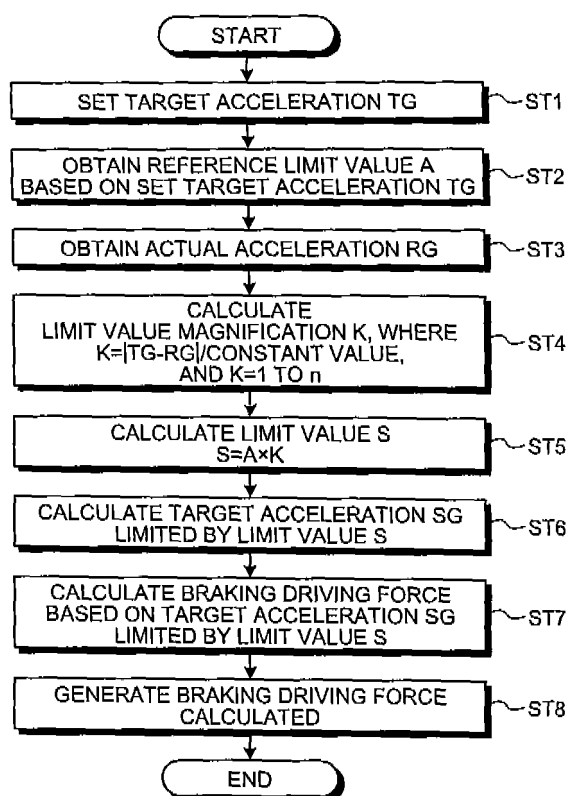 START
SET TARGET ACCELERATION TG
ST1
OBTAIN REFERENCE LIMIT VALUE A
BASED ON SET TARGET ACCELERATION TG
ST2
OBTAIN ACTUAL ACCELERATION RG
ST3
CALCULATE
LIMIT VALUE MAGNIFICATION K, WHERE
K=|TG-RG|/CONSTANT VALUE,
AND K=1 TO n
ST4
CALCULATE LIMIT VALUE S
S=A×K
ST5
CALCULATE TARGET ACCELERATION SG
LIMITED BY LIMIT VALUE S
ST6
CALCULATE BRAKING DRIVING FORCE
BASED ON TARGET ACCELERATION SG
LIMITED BY LIMIT VALUE S
ST7
GENERATE BRAKING DRIVING FORCE
CALCULATED
ST8
END